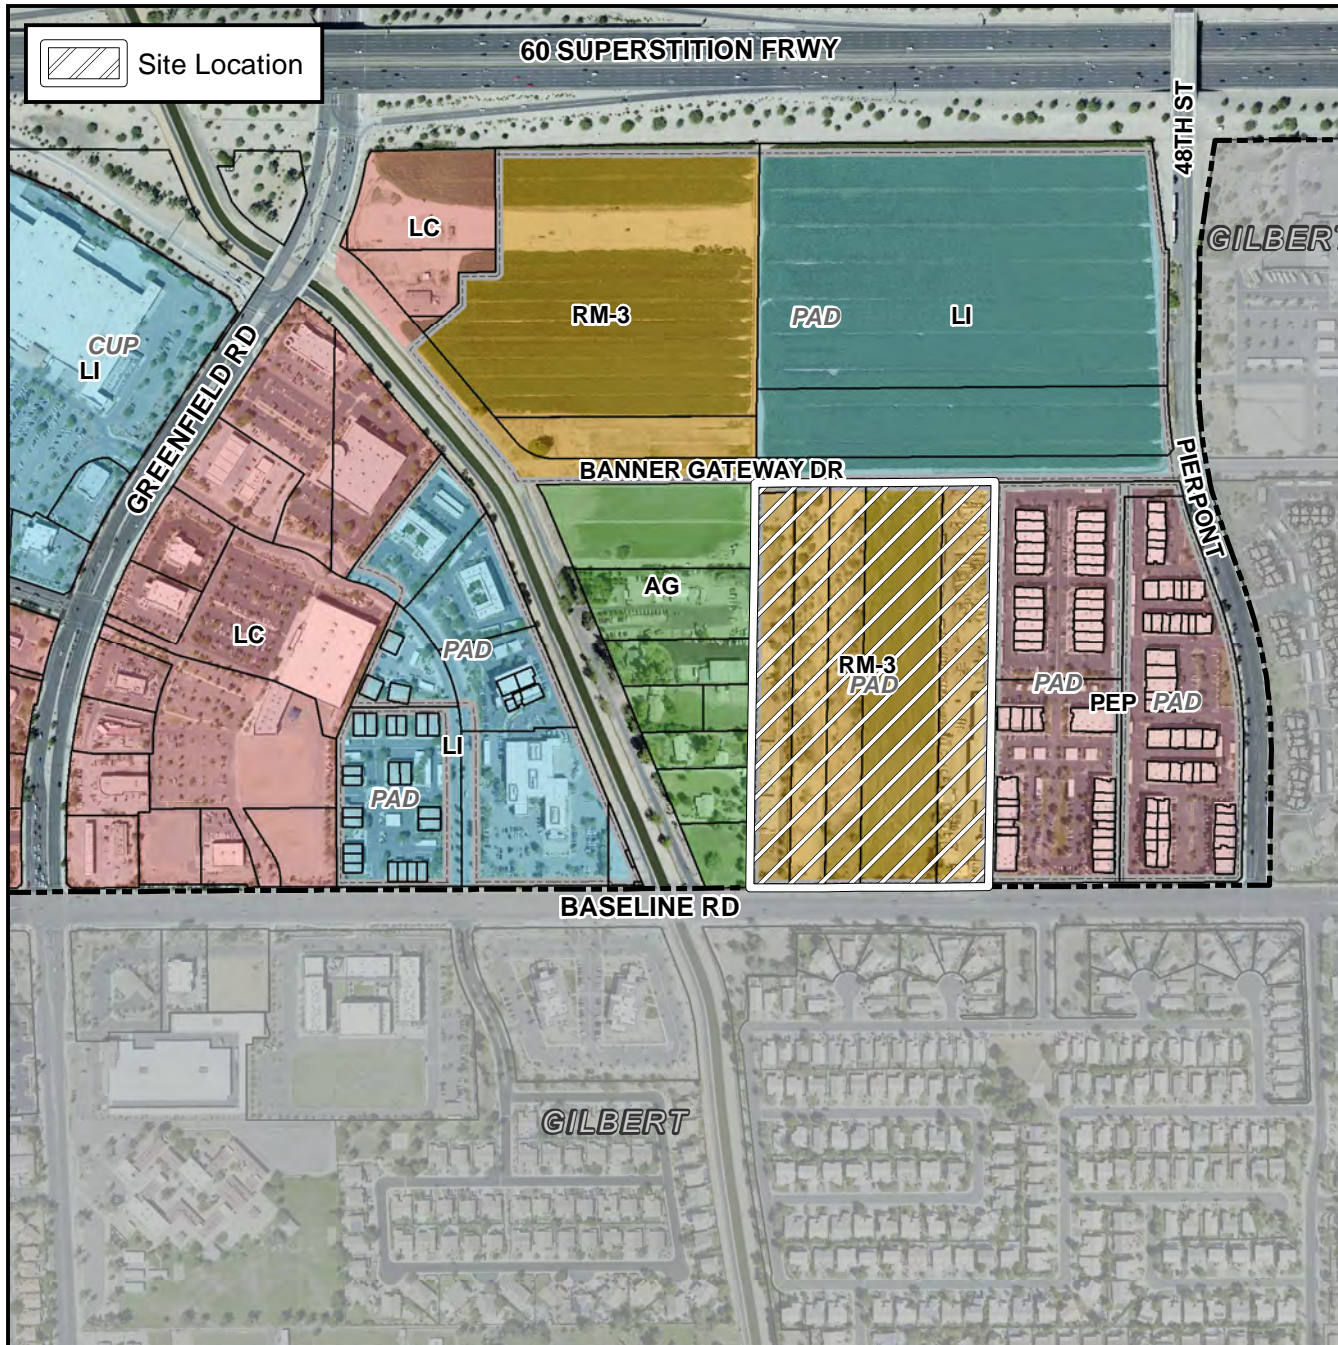 60 SUPERSTITION FRWY
Site Location
48TH ST
LC
GILBERT
RM-3
PAD
LI
CUP
LI
GREENFIELD RD
BANNER GATEWAY DR
PIERPONT
AG
LC
PAD
RM-3
PAD
PAD
PEP
PAD
LI
PAD
BASELINE RD
GILBERT